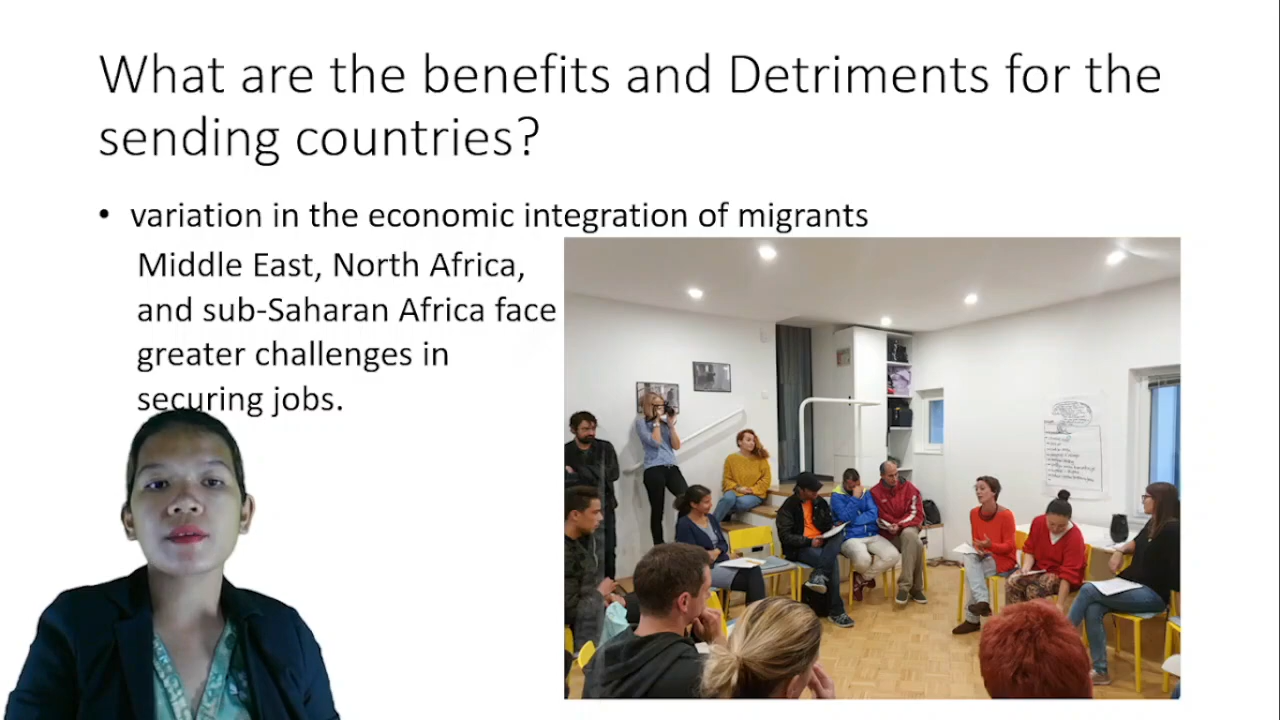 What are the benefits and Detriments for the
sending countries?
• variation in the economic integration of migrants
Middle East, North Africa,
and sub-Saharan Africa face
greater challenges in
securing jobs.